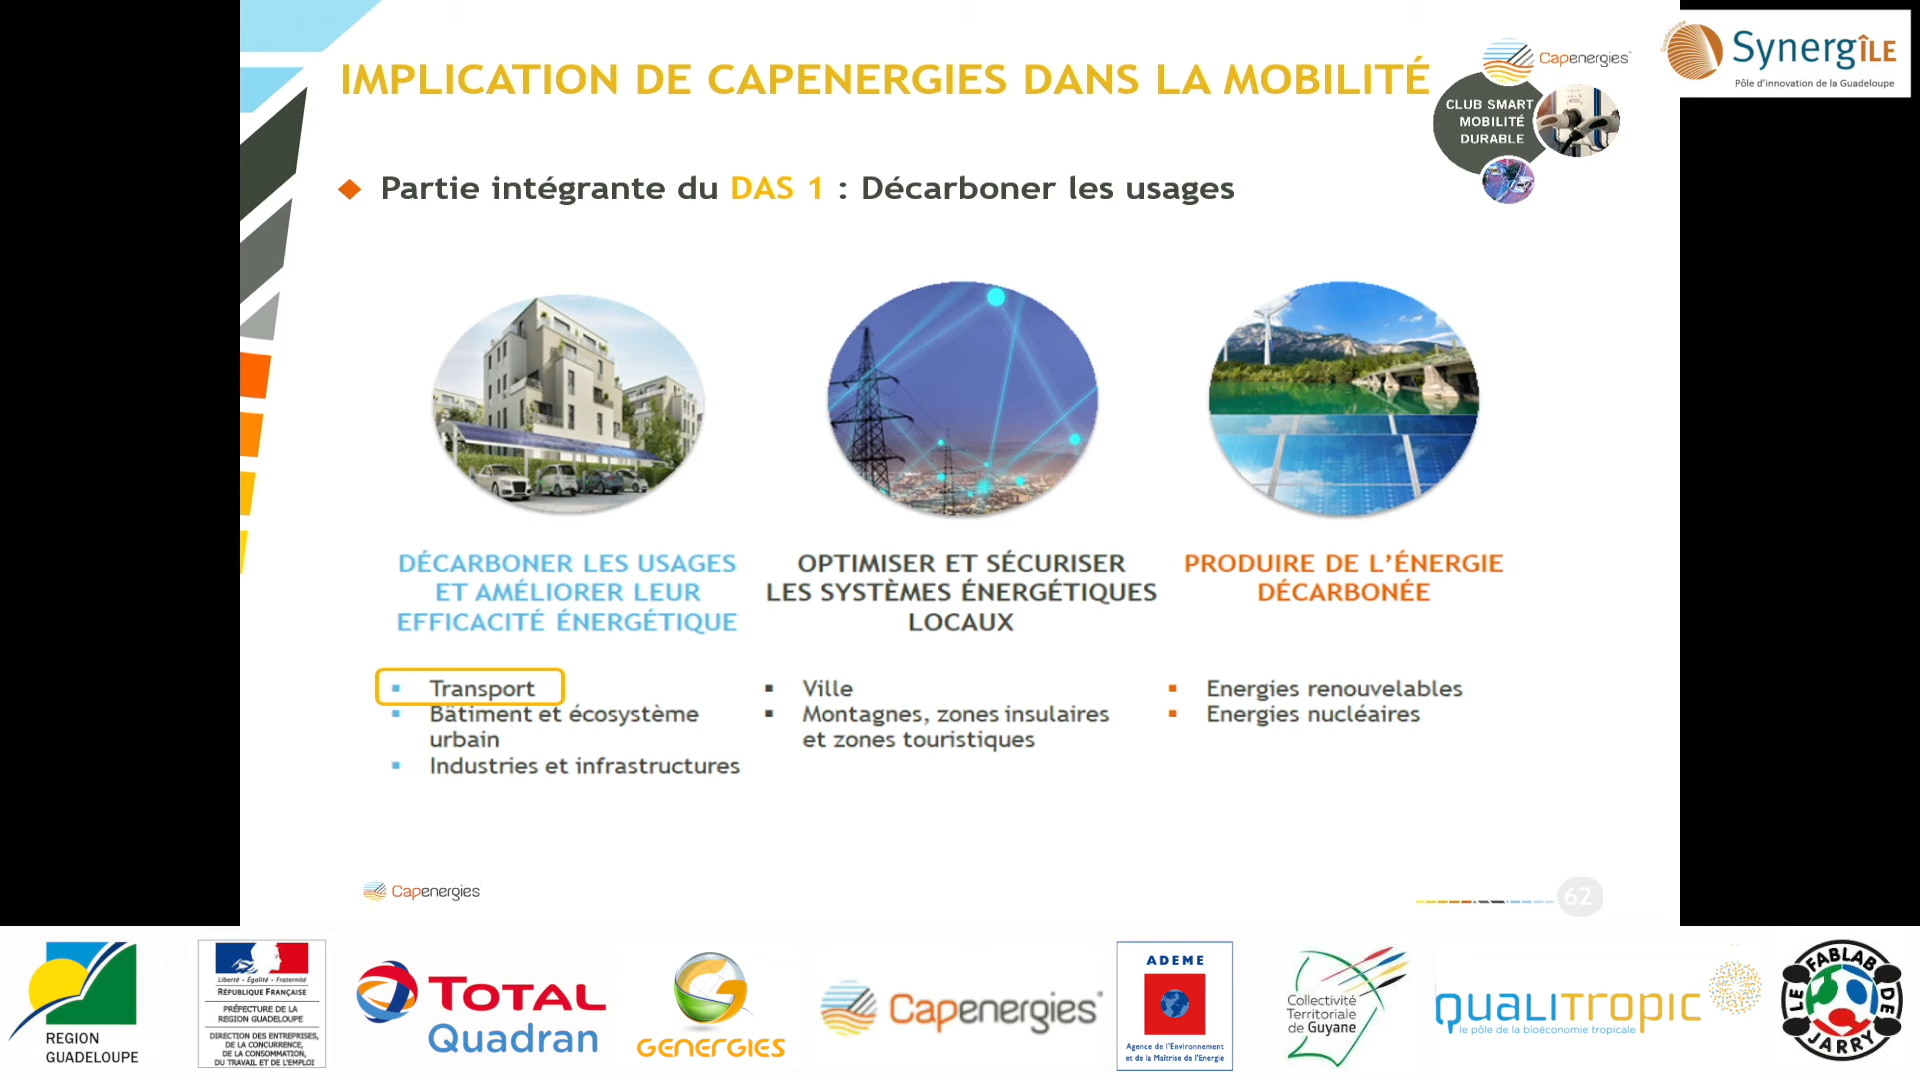 IMPLICATION DE CAPENERGIES DANS LA MOBILITÉ
Capenergies
CLUB SMART
MOBILITÉ
DURABLE
Guadeloupe
SynergîLE
Pôle d'innovation de la Guadeloupe
Partie intégrante du DAS 1 : Décarboner les usages
DÉCARBONER LES USAGES
ET AMÉLIORER LEUR
EFFICACITÉ ÉNERGÉTIQUE
Transport
Bâtiment et écosystème
urbain
Industries et infrastructures
OPTIMISER ET SÉCURISER
LES SYSTÈMES ÉNERGÉTIQUES
LOCAUX
Ville
Montagnes, zones insulaires
et zones touristiques
PRODUIRE DE L'ÉNERGIE
DÉCARBONÉE
Energies renouvelables
Energies nucléaires
Capenergies
62
REGION
GUADELOUPE
Liberté • Égalité • Fraternité
RÉPUBLIQUE FRANÇAISE
PRÉFECTURE DE LA
REGION GUADELOUPE
DIRECTION DES ENTREPRISES,
DE LA CONCURRENCE,
DE LA CONSOMMATION,
DU TRAVAIL ET DE L'EMPLOI
TOTAL
Quadran
GENERGIES
Capenergies
ADEME
Agence de l'Environnement
et de la Maîtrise de l'Energie
Collectivité
Territoriale
de Guyane
QUALITROPIC
le pôle de la bioéconomie tropicale
LE FABLAB DE JARRY